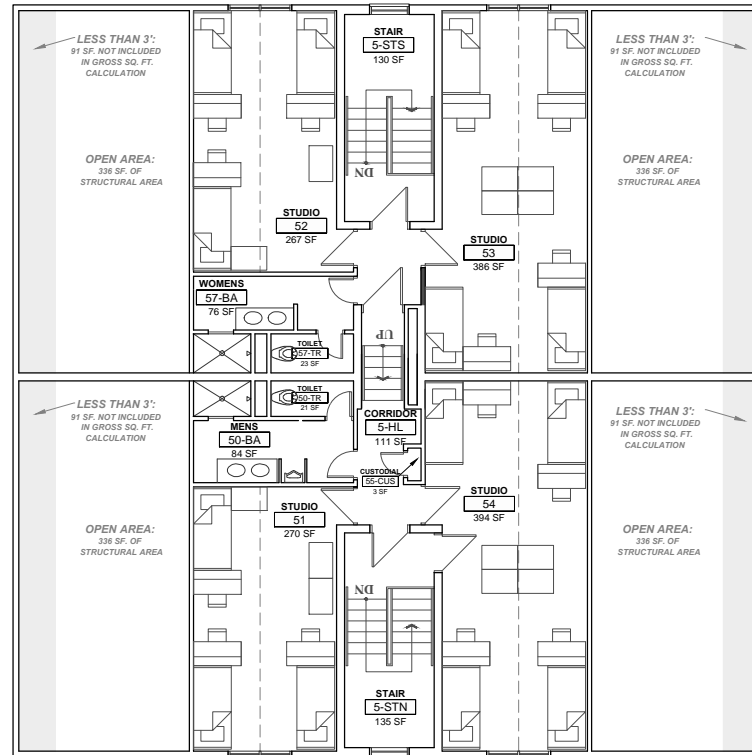 LESS THAN 3':
91 SF. NOT INCLUDED
IN GROSS SQ. FT.
CALCULATION
STAIR
5-STS
130 SF
LESS THAN 3':
91 SF. NOT INCLUDED
IN GROSS SQ. FT.
CALCULATION
OPEN AREA:
336 SF. OF
STRUCTURAL AREA
DN
OPEN AREA:
336 SF. OF
STRUCTURAL AREA
STUDIO
52
267 SF
STUDIO
53
386 SF
WOMENS
57-BA
76 SF
UP
TOILET
57-TR
23 SF
TOILET
50-TR
21 SF
LESS THAN 3':
91 SF. NOT INCLUDED
IN GROSS SQ. FT.
CALCULATION
MENS
50-BA
84 SF
CORRIDOR
5-HL
111 SF
LESS THAN 3':
91 SF. NOT INCLUDED
IN GROSS SQ. FT.
CALCULATION
CUSTODIAL
55-CUS
3 SF
STUDIO
51
270 SF
STUDIO
54
394 SF
OPEN AREA:
336 SF. OF
STRUCTURAL AREA
OPEN AREA:
336 SF. OF
STRUCTURAL AREA
DN
STAIR
5-STN
135 SF